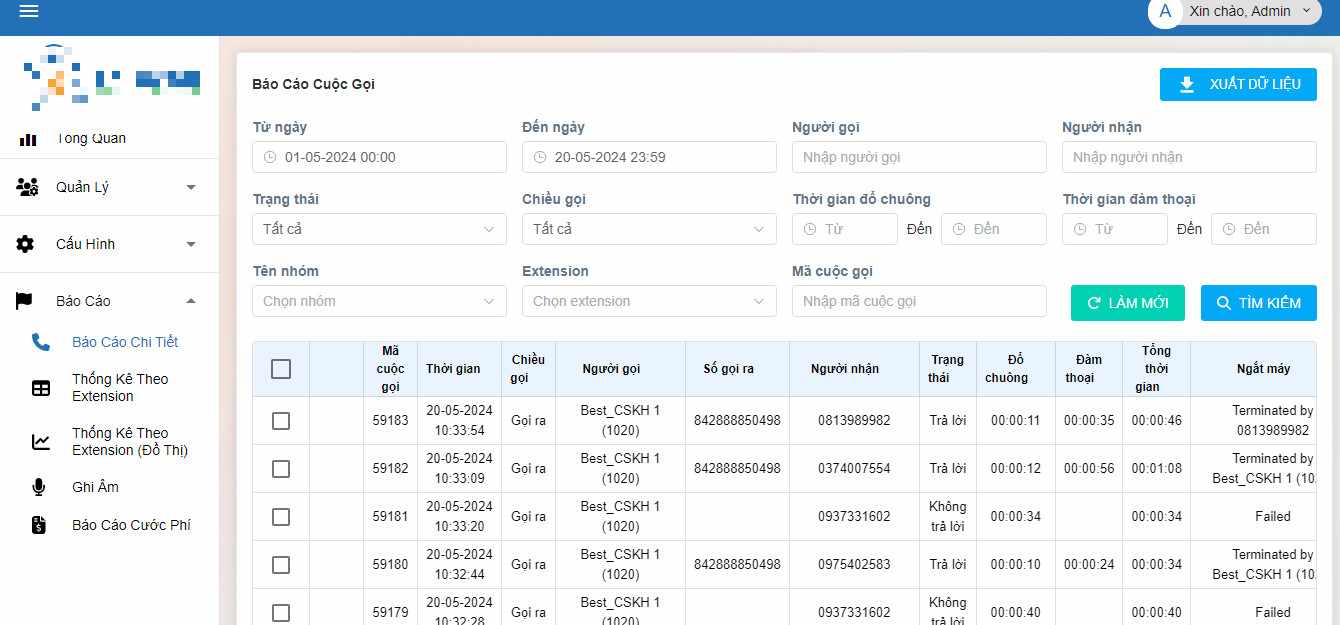 A Xin chào, Admin
Tổng Quan
Quản Lý
Cấu Hình
Báo Cáo
Báo Cáo Chi Tiết
Thống Kê Theo
Extension
Thống Kê Theo
Extension (Đồ Thị)
Ghi Âm
Báo Cáo Cước Phí
Báo Cáo Cuộc Gọi
XUẤT DỮ LIỆU
Từ ngày Đến ngày Người gọi Người nhận
01-05-2024 00:00 20-05-2024 23:59 Nhập người gọi Nhập người nhận
Trạng thái Chiều gọi Thời gian đổ chuông Thời gian đàm thoại
Tất cả Tất cả Từ Đến Đến Từ Đến Đến
Tên nhóm Extension Mã cuộc gọi
Chọn nhóm Chọn extension Nhập mã cuộc gọi LÀM MỚI TÌM KIẾM
Mã cuộc gọi Thời gian Chiều gọi Người gọi Số gọi ra Người nhận Trạng thái Đổ chuông Đàm thoại Tổng thời gian Ngắt máy
59183 20-05-2024 10:33:54 Gọi ra Best_CSKH 1 (1020) 842888850498 0813989982 Trả lời 00:00:11 00:00:35 00:00:46 Terminated by 0813989982
59182 20-05-2024 10:33:09 Gọi ra Best_CSKH 1 (1020) 842888850498 0374007554 Trả lời 00:00:12 00:00:56 00:01:08 Terminated by Best_CSKH 1 (10
59181 20-05-2024 10:33:20 Gọi ra Best_CSKH 1 (1020) 0937331602 Không trả lời 00:00:34 00:00:34 Failed
59180 20-05-2024 10:32:44 Gọi ra Best_CSKH 1 (1020) 842888850498 0975402583 Trả lời 00:00:10 00:00:24 00:00:34 Terminated by Best_CSKH 1 (10
59179 20-05-2024 10:32:28 Gọi ra Best_CSKH 1 (1020) 0937331602 Không trả lời 00:00:40 00:00:40 Failed